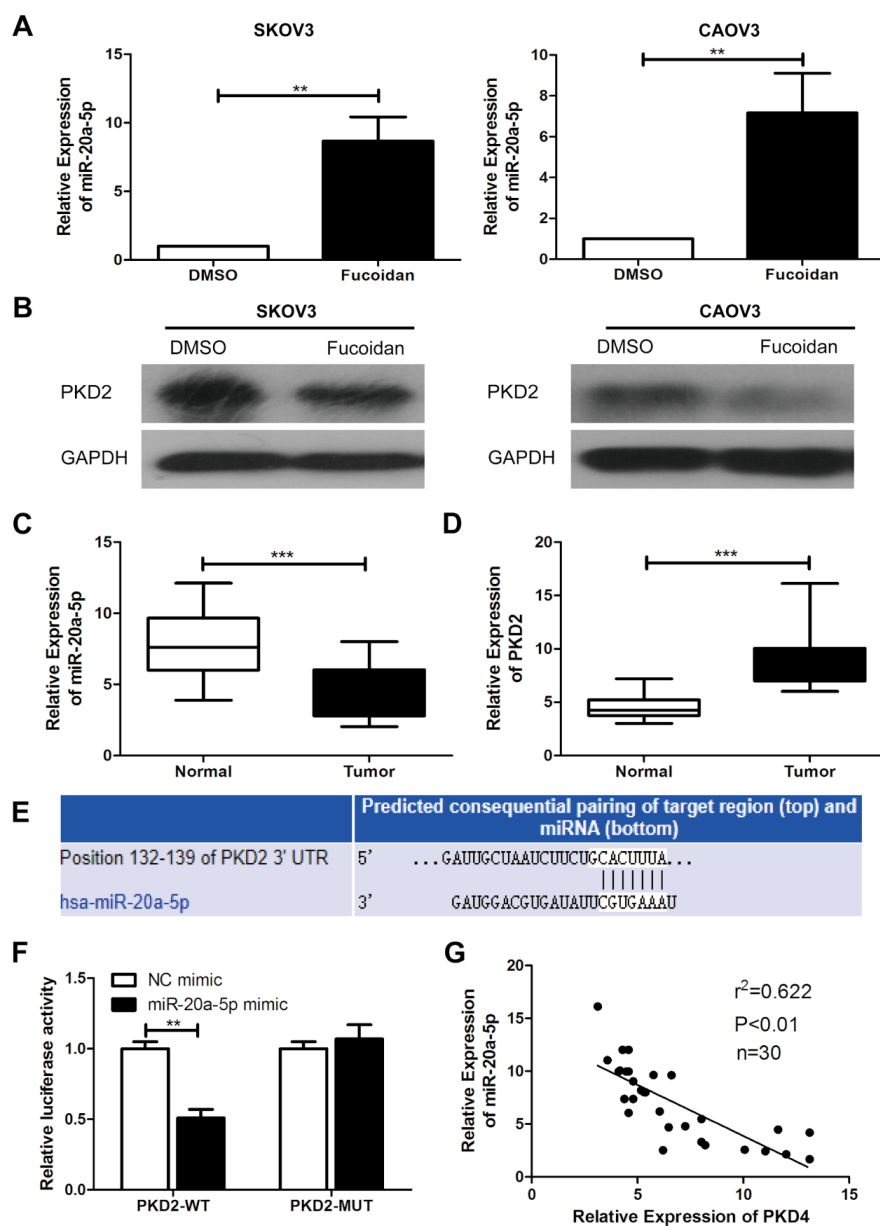 A
SKOV3
Relative Expression
of miR-20a-5p
15
10
5
0
**
DMSO
Fucoidan
CAOV3
Relative Expression
of miR-20a-5p
10
8
6
4
2
0
**
DMSO
Fucoidan
B
SKOV3
DMSO
Fucoidan
PKD2
GAPDH
CAOV3
DMSO
Fucoidan
PKD2
GAPDH
C
Relative Expression
of miR-20a-5p
15
10
5
0
***
Normal
Tumor
D
Relative Expression
of PKD2
20
15
10
5
0
***
Normal
Tumor
E
Predicted consequential pairing of target region (top) and
miRNA (bottom)
Position 132-139 of PKD2 3' UTR 5' ...GAUUGCUAAUCUUCUGCACUUUA...
hsa-miR-20a-5p 3' GAUGGACGUGAUAUUCGUGAAAU
F
Relative luciferase activity
1.5
1.0
0.5
0.0
NC mimic
miR-20a-5p mimic
**
PKD2-WT
PKD2-MUT
G
Relative Expression
of miR-20a-5p
20
15
10
5
0
r²=0.622
P<0.01
n=30
0
5
10
15
Relative Expression of PKD4